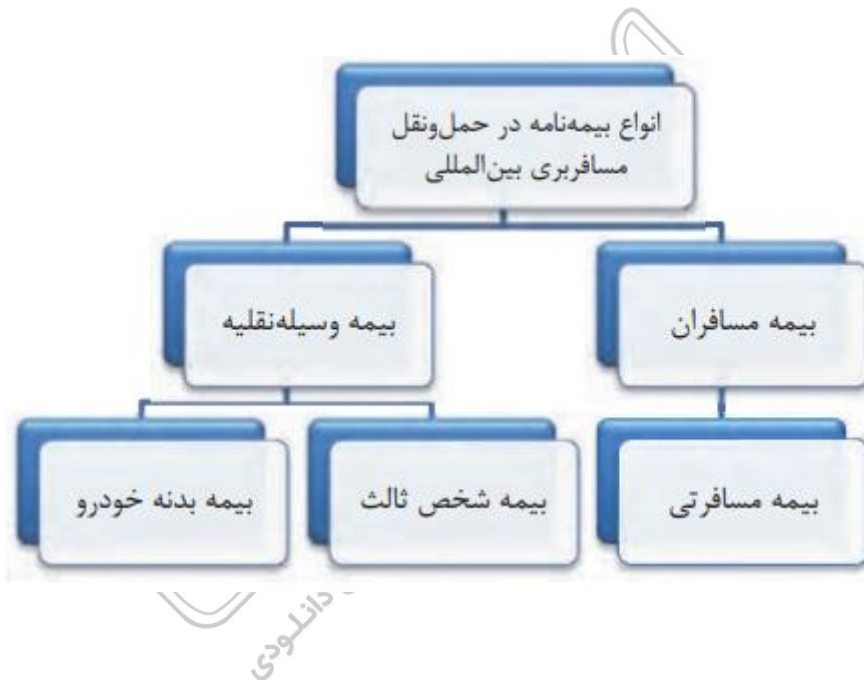 انواع بیمه‌نامه در حمل‌ونقل
مسافربری بین‌المللی
بیمه مسافران
بیمه وسیله‌نقلیه
بیمه مسافرتی
بیمه شخص ثالث
بیمه بدنه خودرو
دانلودی